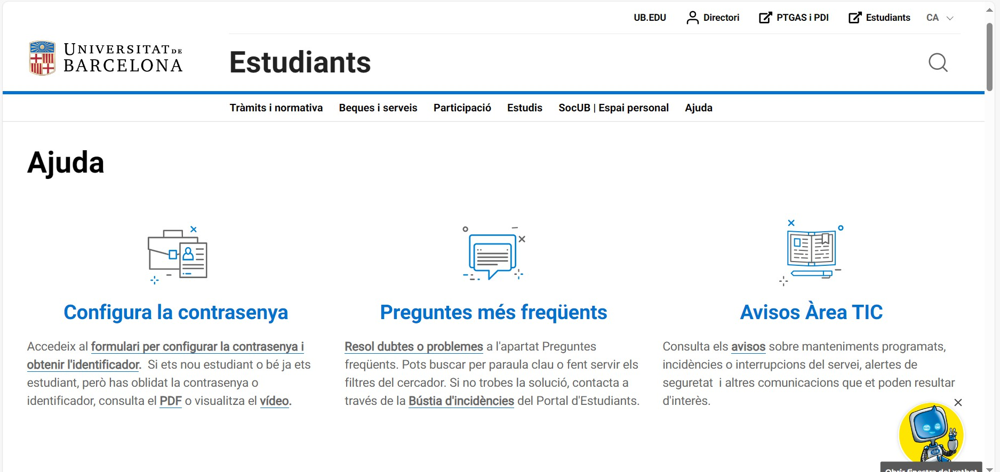 UB.EDU Directori PTGAS i PDI Estudiants CA
UNIVERSITAT DE
BARCELONA
Estudiants
Tràmits i normativa Beques i serveis Participació Estudis SocUB | Espai personal Ajuda
Ajuda
Configura la contrasenya
Accedeix al formulari per configurar la contrasenya i
obtenir l'identificador. Si ets nou estudiant o bé ja ets
estudiant, però has oblidat la contrasenya o
identificador, consulta el PDF o visualitza el vídeo.
Preguntes més freqüents
Resol dubtes o problemes a l'apartat Preguntes
freqüents. Pots buscar per paraula clau o fent servir els
filtres del cercador. Si no trobes la solució, contacta a
través de la Bústia d'incidències del Portal d'Estudiants.
Avisos Àrea TIC
Consulta els avisos sobre manteniments programats,
incidències o interrupcions del servei, alertes de
seguretat i altres comunicacions que et poden resultar
d'interès.
Obrir finestra del xatbot